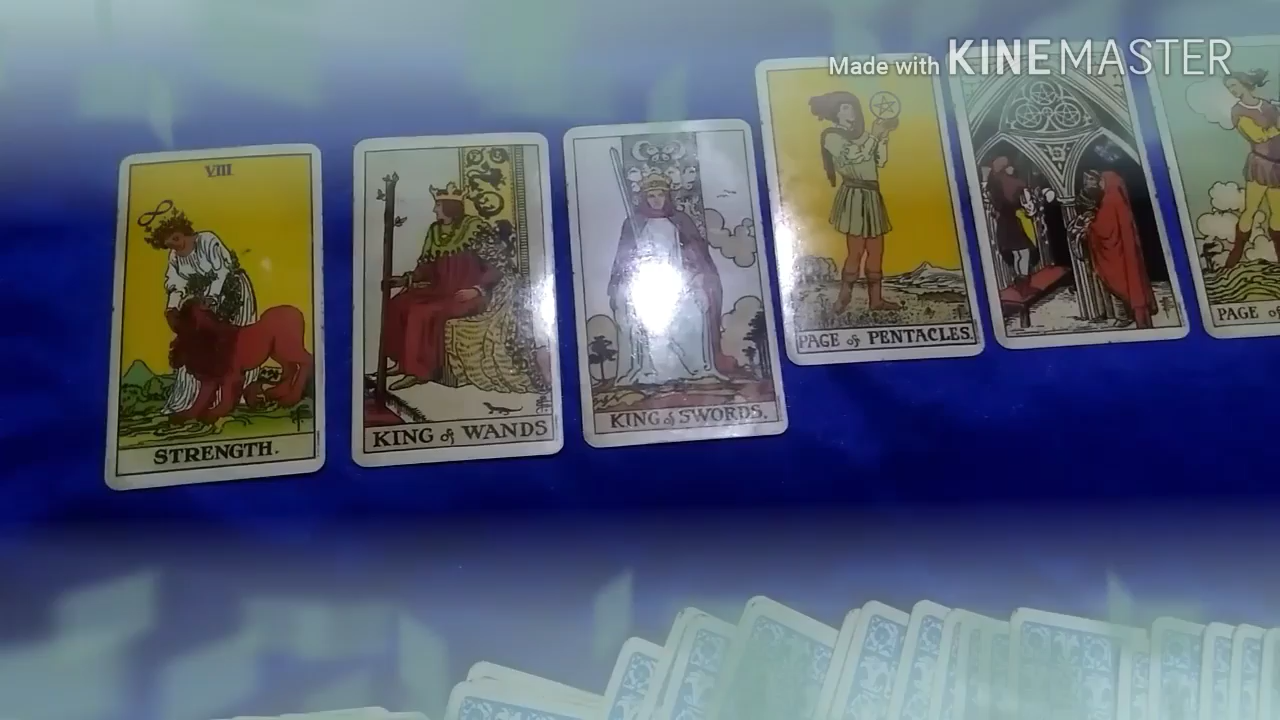 Made with KINEMASTER
VIII
STRENGTH.
KING of WANDS
KING of SWORDS.
PAGE of PENTACLES.
PAGE of